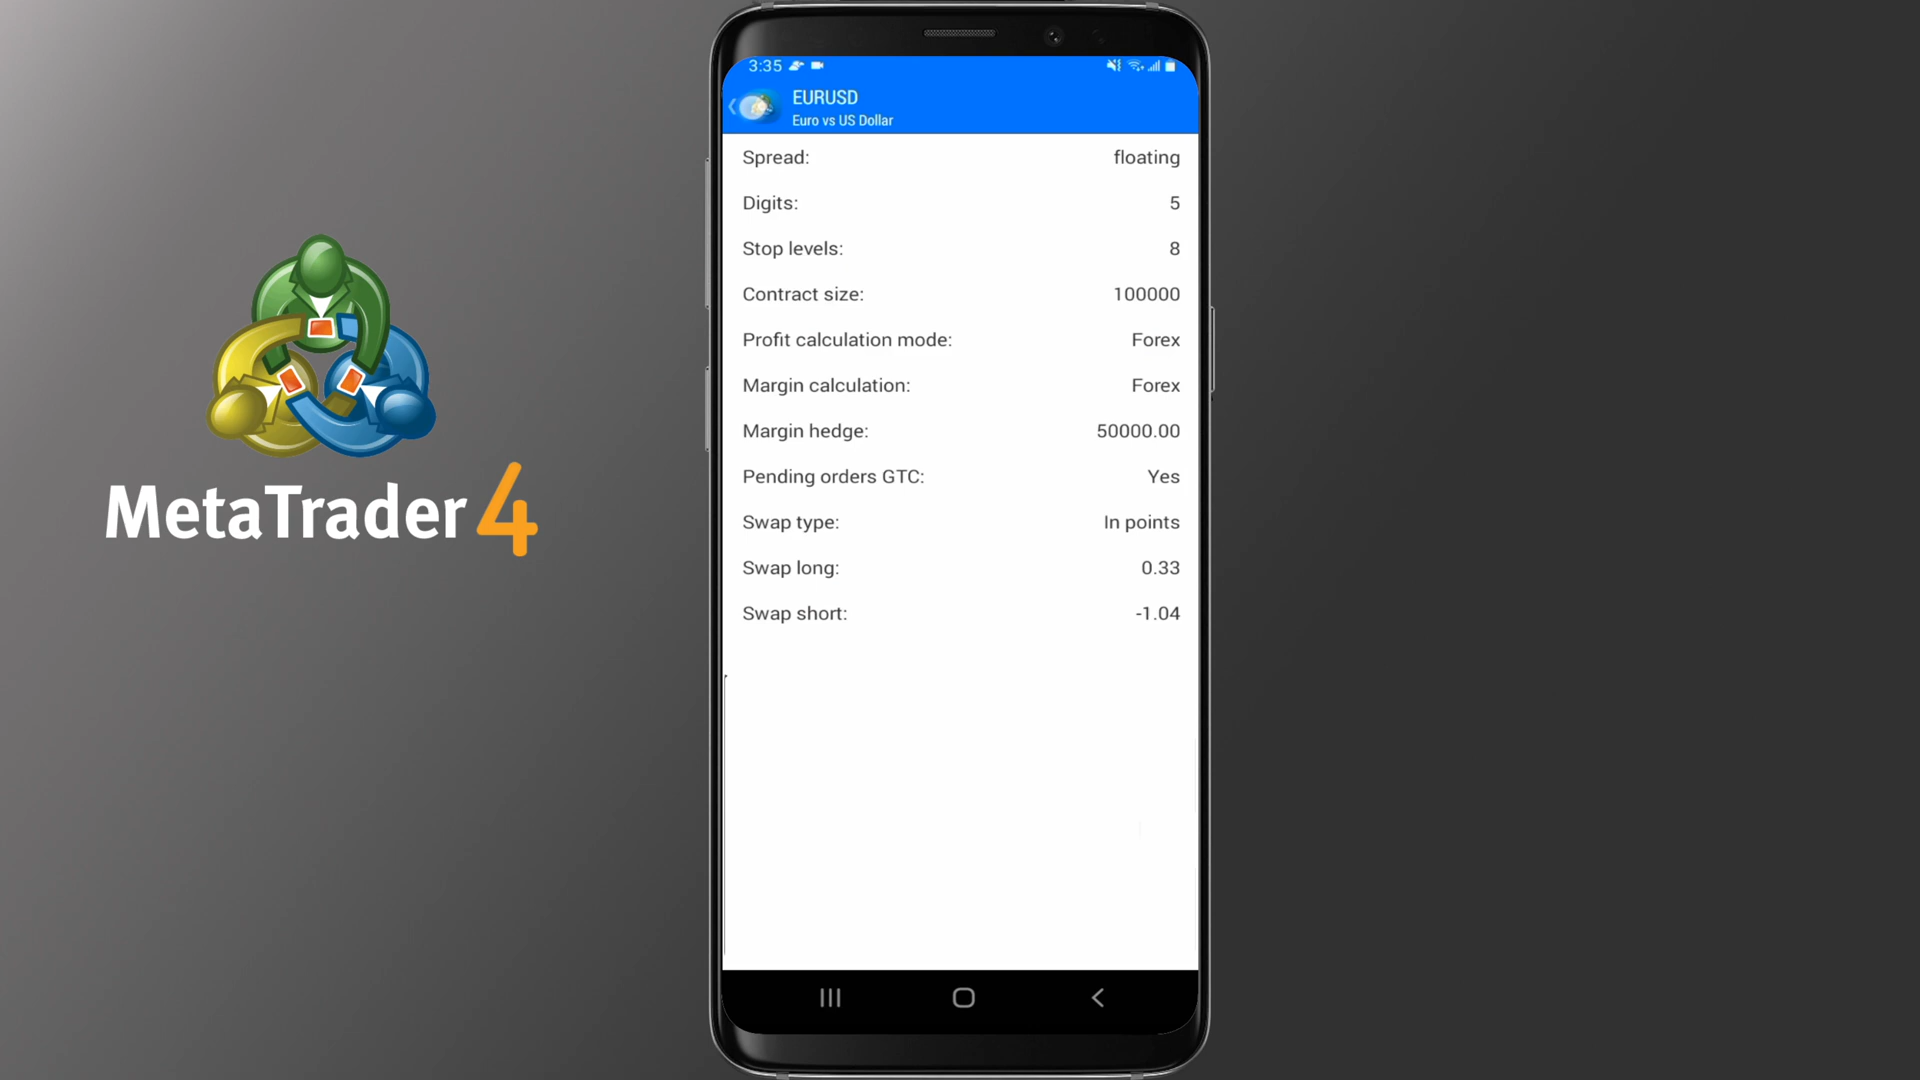 MetaTrader 4
3:35
EURUSD
Euro vs US Dollar
Spread: floating
Digits: 5
Stop levels: 8
Contract size: 100000
Profit calculation mode: Forex
Margin calculation: Forex
Margin hedge: 50000.00
Pending orders GTC: Yes
Swap type: In points
Swap long: 0.33
Swap short: -1.04